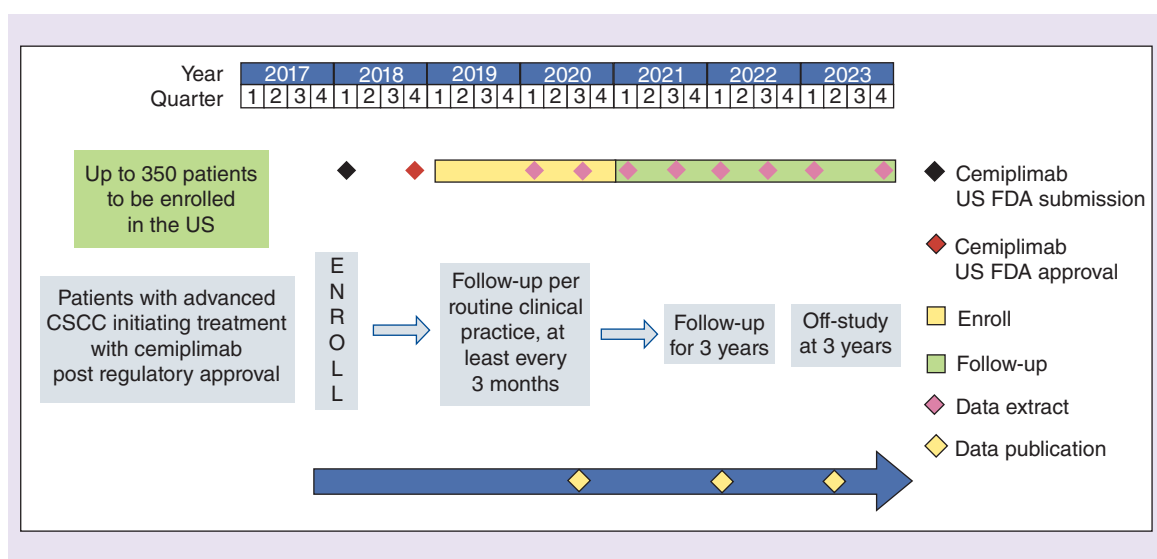 Year 2017 2018 2019 2020 2021 2022 2023
Quarter 1 2 3 4 1 2 3 4 1 2 3 4 1 2 3 4 1 2 3 4 1 2 3 4 1 2 3 4
Up to 350 patients
to be enrolled
in the US
Patients with advanced
CSCC initiating treatment
with cemiplimab
post regulatory approval
E
N
R
O
L
L
Follow-up per
routine clinical
practice, at
least every
3 months
Follow-up
for 3 years
Off-study
at 3 years
Cemiplimab
US FDA submission
Cemiplimab
US FDA approval
Enroll
Follow-up
Data extract
Data publication